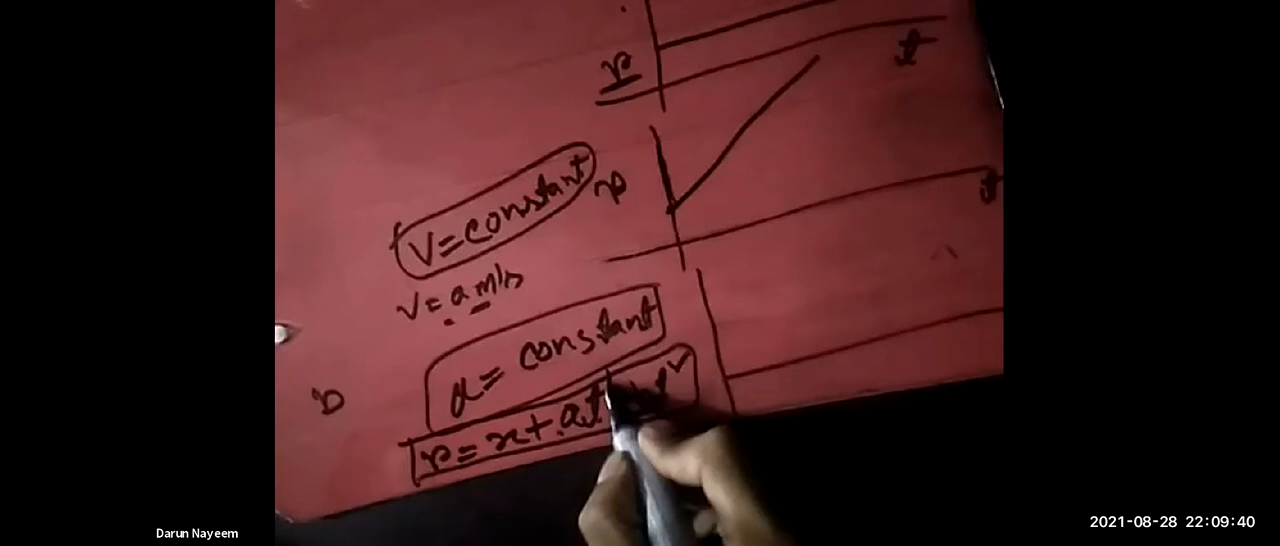 v
t
V=constant
v
t
V= a m/s
a = constant
D
v = x + at
Darun Nayeem
2021-08-28 22:09:40